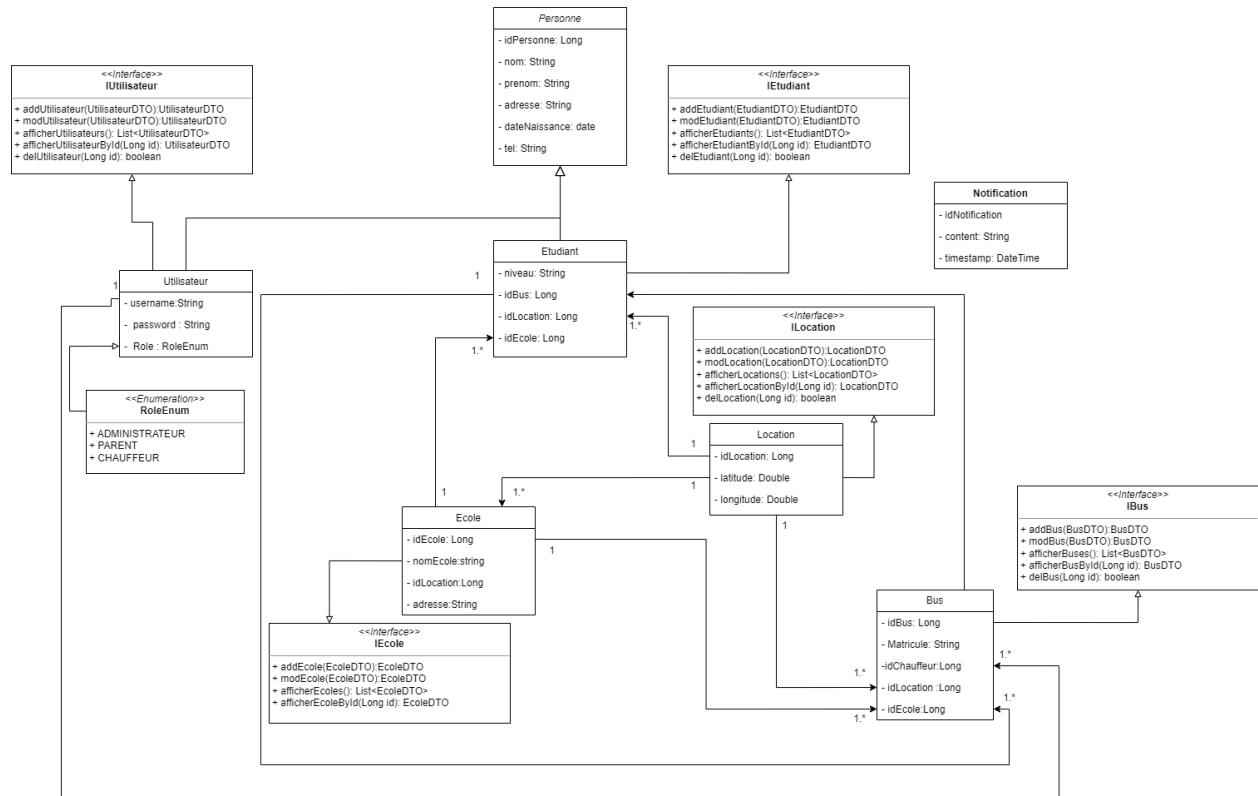 Personne
- idPersonne: Long
- nom: String
- prenom: String
- adresse: String
- dateNaissance: date
- tel: String
<<Interface>>
IUtilisateur
+ addUtilisateur(UtilisateurDTO):UtilisateurDTO
+ modUtilisateur(UtilisateurDTO):UtilisateurDTO
+ afficherUtilisateurs(): List<UtilisateurDTO>
+ afficherUtilisateurById(Long id): UtilisateurDTO
+ delUtilisateur(Long id): boolean
<<Interface>>
IEtudiant
+ addEtudiant(EtudiantDTO):EtudiantDTO
+ modEtudiant(EtudiantDTO):EtudiantDTO
+ afficherEtudiants(): List<EtudiantDTO>
+ afficherEtudiantById(Long id): EtudiantDTO
+ delEtudiant(Long id): boolean
Notification
- idNotification
- content: String
- timestamp: DateTime
Etudiant
- niveau: String
- idBus: Long
- idLocation: Long
- idEcole: Long
1
1.*
1.*
Utilisateur
- username:String
- password : String
- Role : RoleEnum
1
<<Enumeration>>
RoleEnum
+ ADMINISTRATEUR
+ PARENT
+ CHAUFFEUR
<<Interface>>
ILocation
+ addLocation(LocationDTO):LocationDTO
+ modLocation(LocationDTO):LocationDTO
+ afficherLocations(): List<LocationDTO>
+ afficherLocationById(Long id): LocationDTO
+ delLocation(Long id): boolean
Location
- idLocation: Long
- latitude: Double
- longitude: Double
1
1
1
1.*
1
Ecole
- idEcole: Long
- nomEcole:string
- idLocation:Long
- adresse:String
1
<<Interface>>
IEcole
+ addEcole(EcoleDTO):EcoleDTO
+ modEcole(EcoleDTO):EcoleDTO
+ afficherEcoles(): List<EcoleDTO>
+ afficherEcoleById(Long id): EcoleDTO
<<Interface>>
IBus
+ addBus(BusDTO):BusDTO
+ modBus(BusDTO):BusDTO
+ afficherBuses(): List<BusDTO>
+ afficherBusById(Long id): BusDTO
+ delBus(Long id): boolean
Bus
- idBus: Long
- Matricule: String
-idChauffeur:Long
- idLocation :Long
- idEcole:Long
1.*
1.*
1.*
1.*